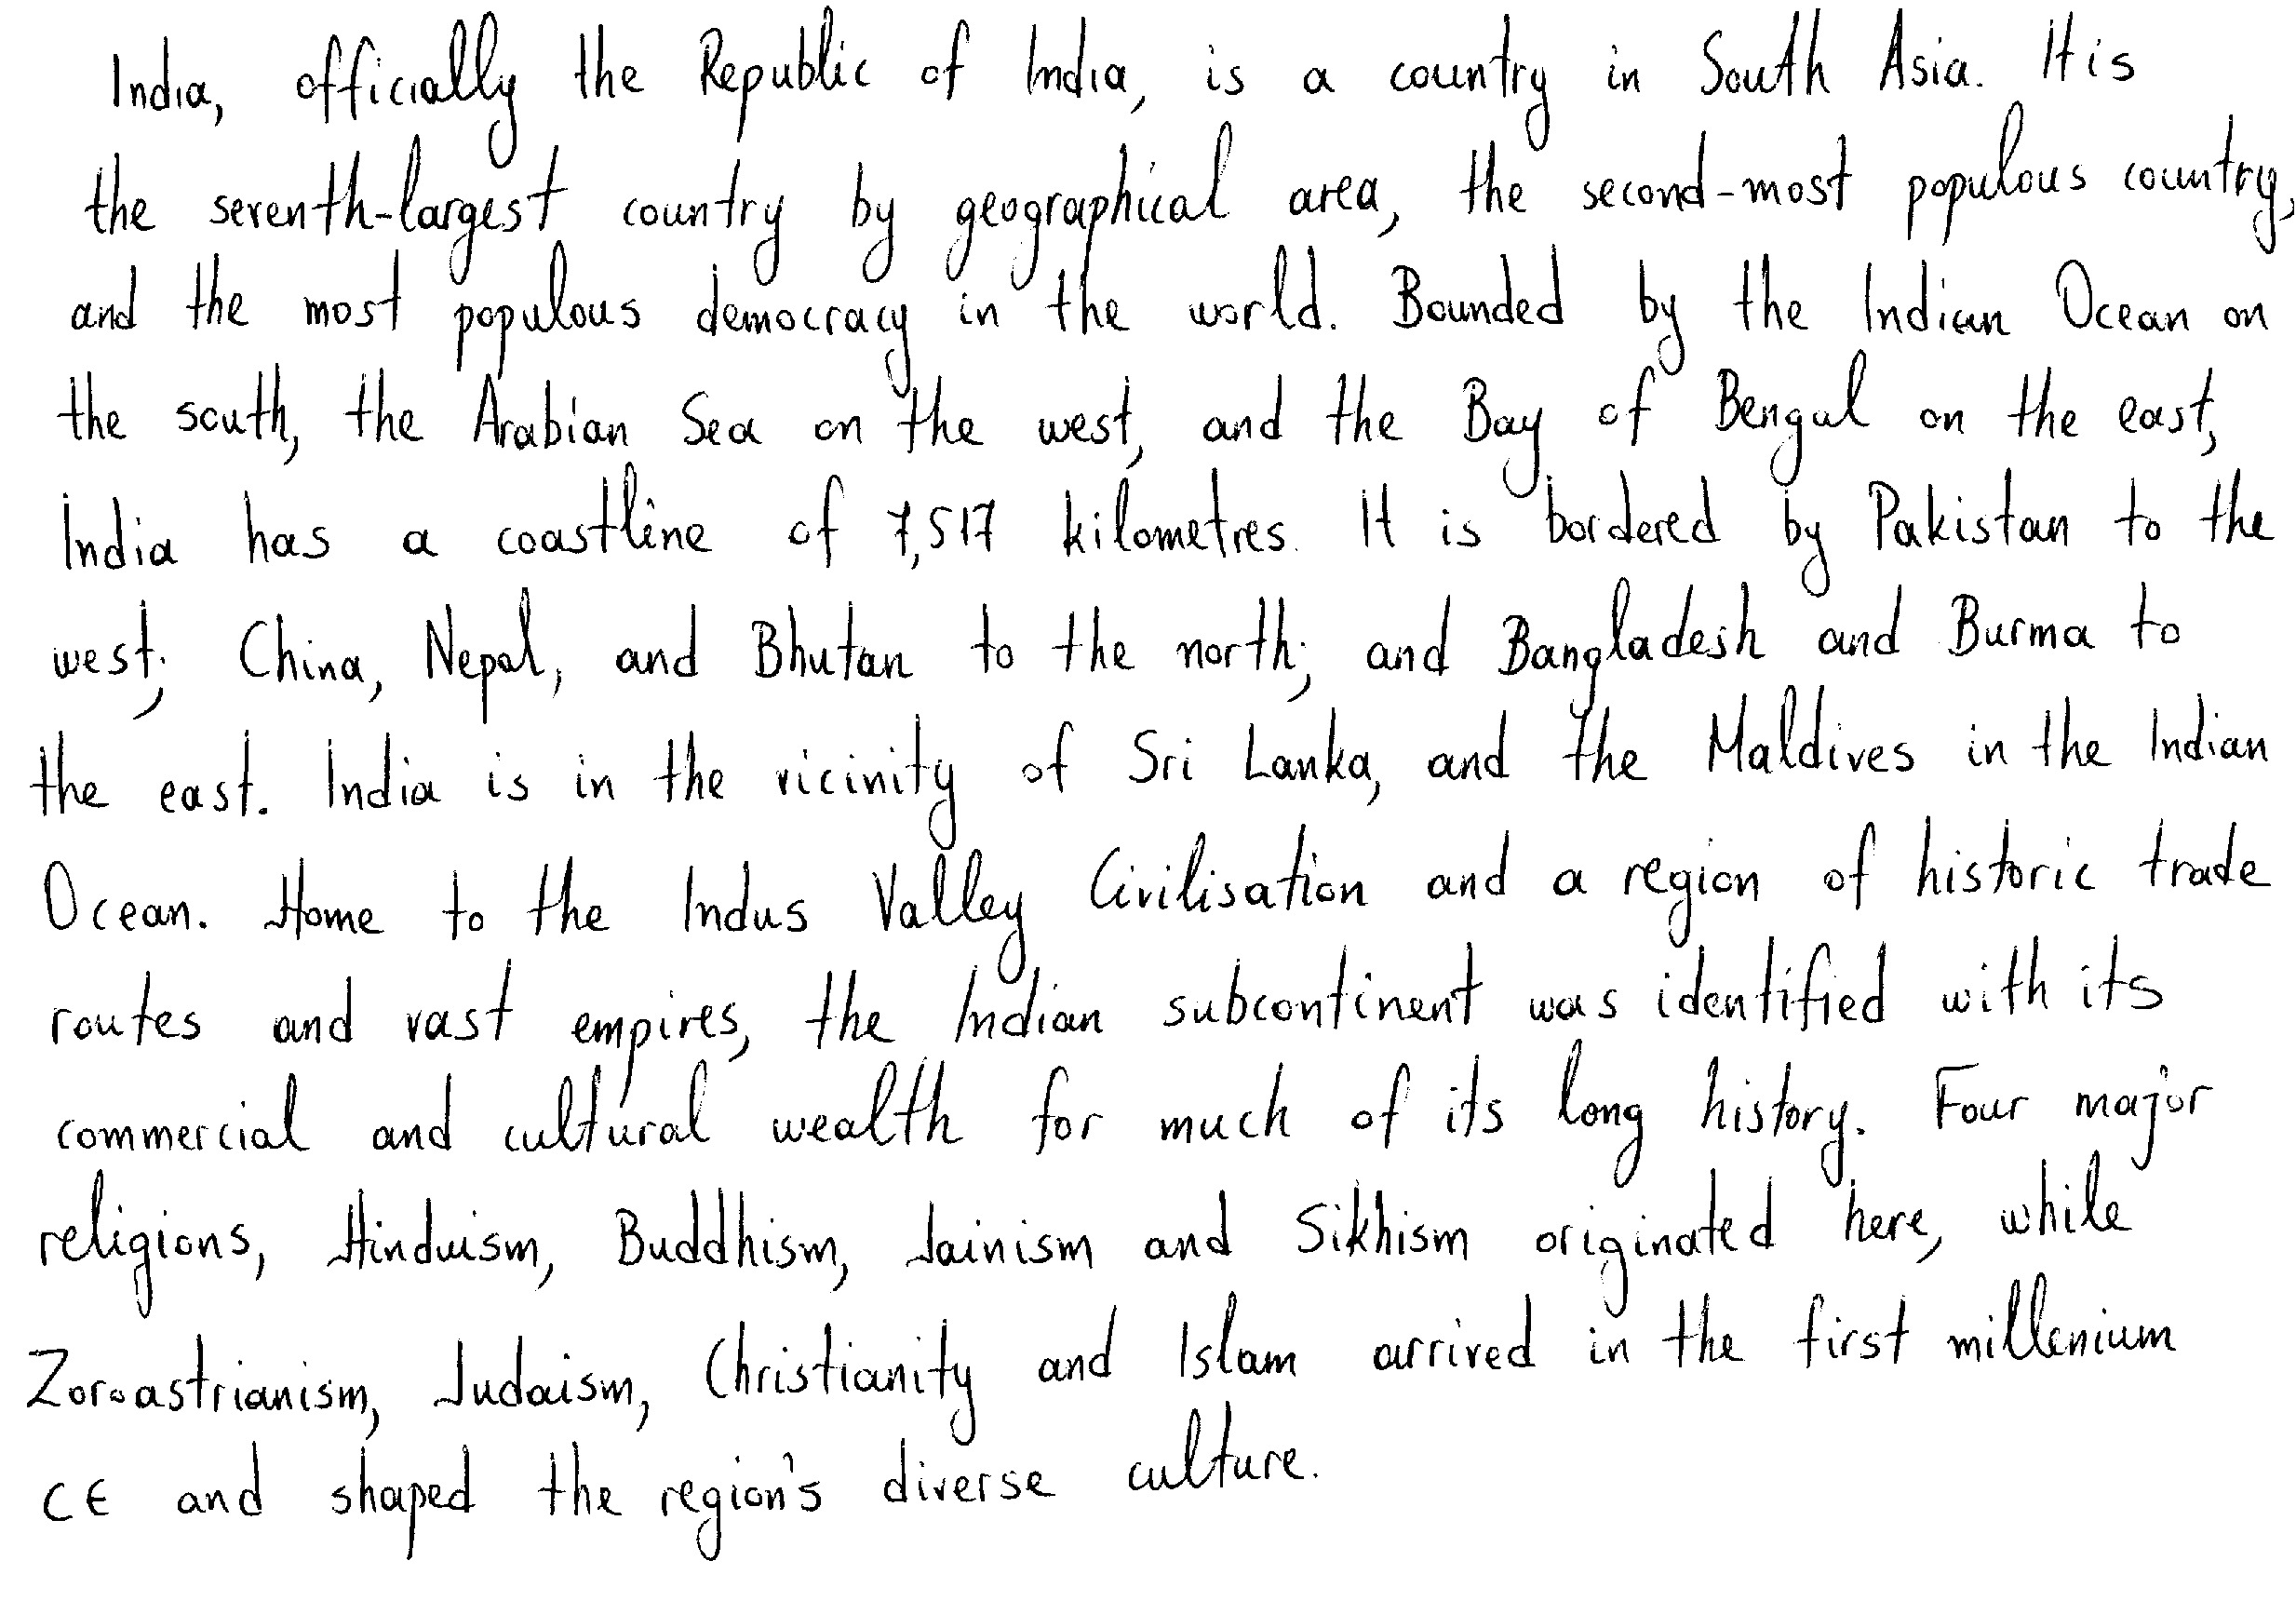 India, officially the Republic of India, is a country in South Asia. It is
the seventh-largest country by geographical area, the second-most populous country,
and the most populous democracy in the world. Bounded by the Indian Ocean on
the south, the Arabian Sea on the west, and the Bay of Bengal on the east,
India has a coastline of 7,517 kilometres. It is bordered by Pakistan to the
west; China, Nepal, and Bhutan to the north; and Bangladesh and Burma to
the east. India is in the vicinity of Sri Lanka, and the Maldives in the Indian
Ocean. Home to the Indus Valley Civilisation and a region of historic trade
routes and vast empires, the Indian subcontinent was identified with its
commercial and cultural wealth for much of its long history. Four major
religions, Hinduism, Buddhism, Jainism and Sikhism originated here, while
Zoroastrianism, Judaism, Christianity and Islam arrived in the first millenium
CE and shaped the region's diverse culture.